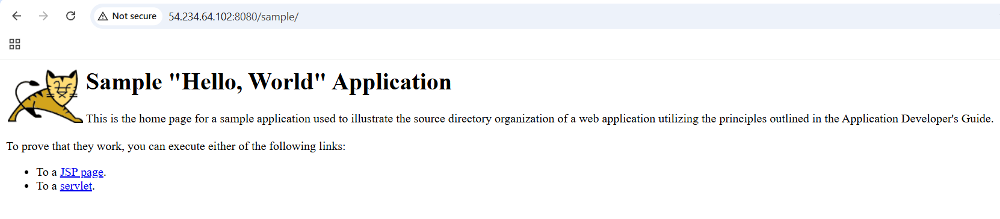 Not secure 54.234.64.102:8080/sample/
Sample "Hello, World" Application
This is the home page for a sample application used to illustrate the source directory organization of a web application utilizing the principles outlined in the Application Developer's Guide.
To prove that they work, you can execute either of the following links:
• To a JSP page.
• To a servlet.